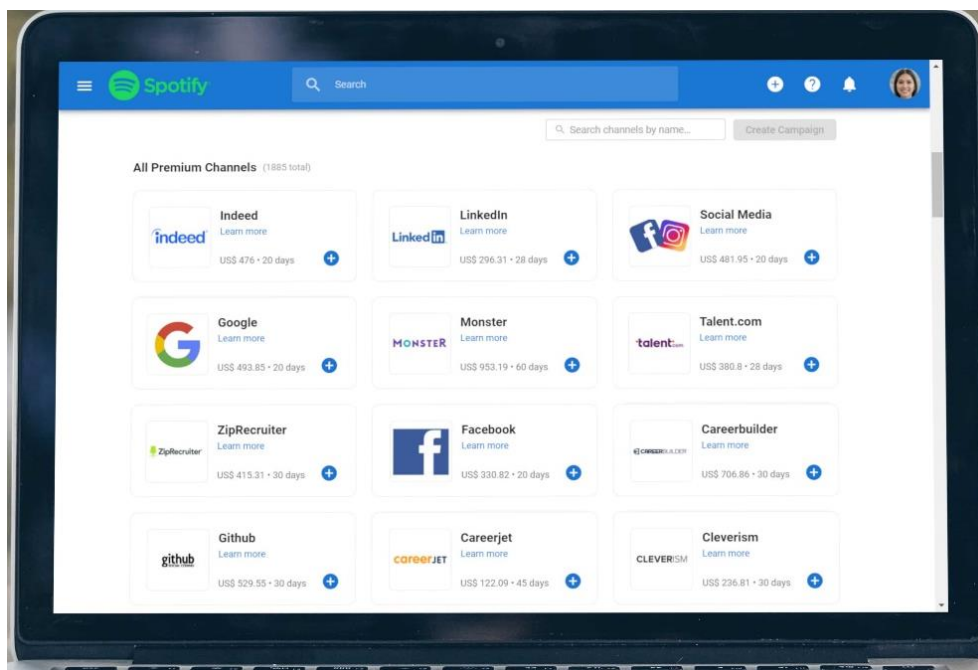 Spotify
Search
Search channels by name...
Create Campaign
All Premium Channels (1885 total)
indeed
Indeed
Learn more
US$ 476 • 20 days
Linked in
LinkedIn
Learn more
US$ 296.31 • 28 days
Social Media
Learn more
US$ 481.95 • 20 days
Google
Learn more
US$ 493.85 • 20 days
MONSTER
Monster
Learn more
US$ 953.19 • 60 days
talent.com
Talent.com
Learn more
US$ 380.8 • 28 days
ZipRecruiter
ZipRecruiter
Learn more
US$ 415.31 • 30 days
Facebook
Learn more
US$ 330.82 • 20 days
CAREERBUILDER
Careerbuilder
Learn more
US$ 706.86 • 30 days
github
Github
Learn more
US$ 529.55 • 30 days
careerJET
Careerjet
Learn more
US$ 122.09 • 45 days
CLEVERISM
Cleverism
Learn more
US$ 236.81 • 30 days